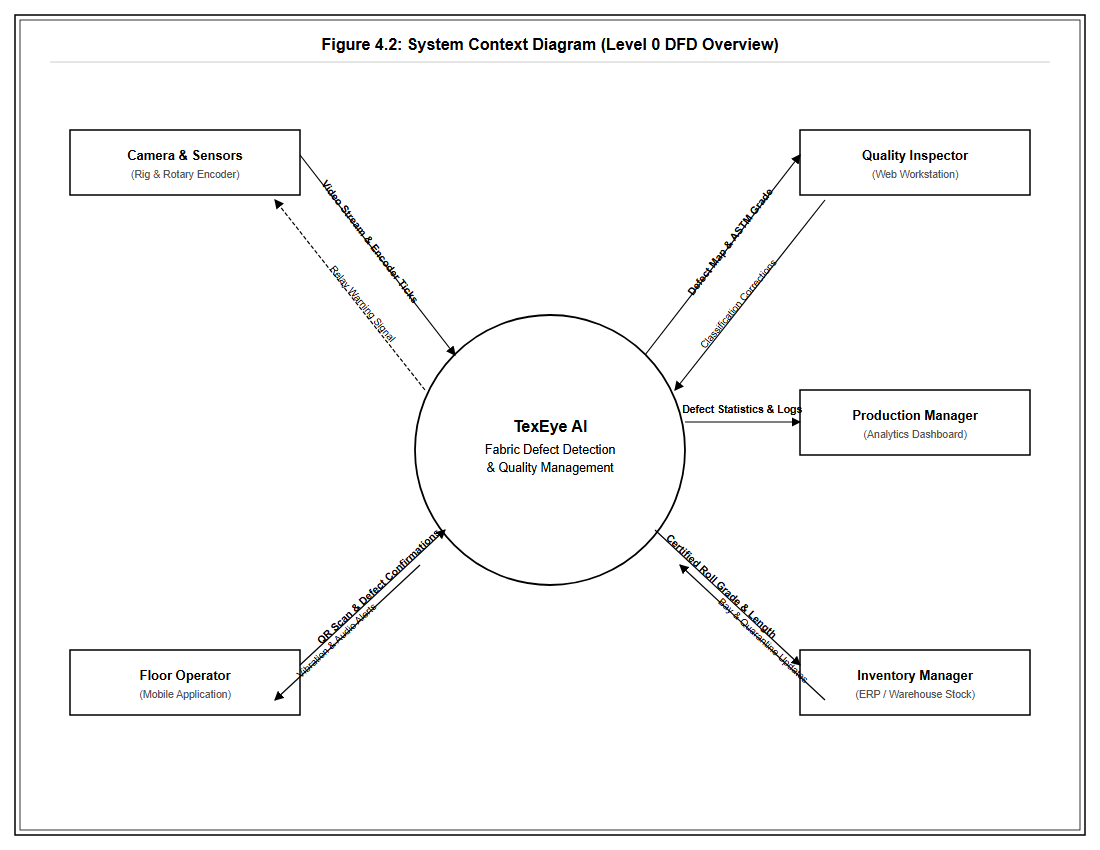 Figure 4.2: System Context Diagram (Level 0 DFD Overview)
Camera & Sensors
(Rig & Rotary Encoder)
Quality Inspector
(Web Workstation)
Video Stream & Encoder Ticks
Relay Warning Signal
Defect Map & ASTM Grade
Classification Corrections
TexEye AI
Fabric Defect Detection
& Quality Management
Defect Statistics & Logs
Production Manager
(Analytics Dashboard)
QR Scan & Defect Confirmations
Vibration & Audio Alerts
Certified Roll Grade & Length
Bay & Quarantine Updates
Floor Operator
(Mobile Application)
Inventory Manager
(ERP / Warehouse Stock)